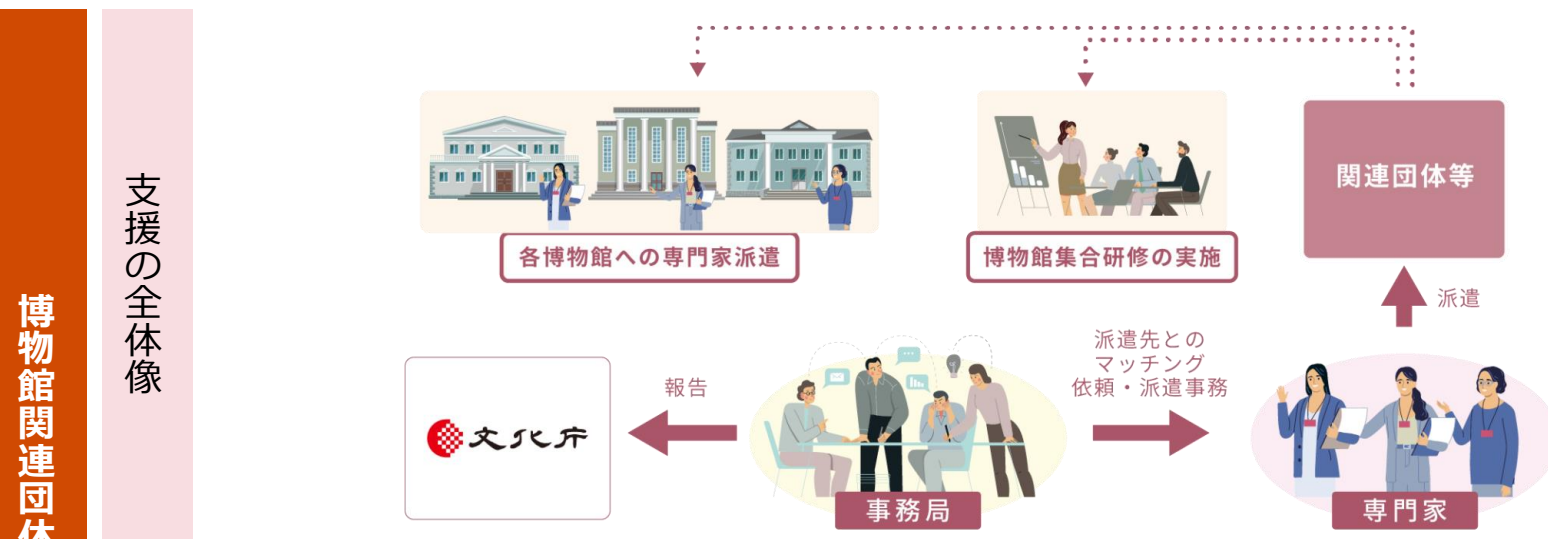 博物館関連団体
支援の全体像
関連団体等
各博物館への専門家派遣
博物館集合研修の実施
派遣
派遣先との
マッチング
依頼・派遣事務
報告
文化庁
事務局
専門家